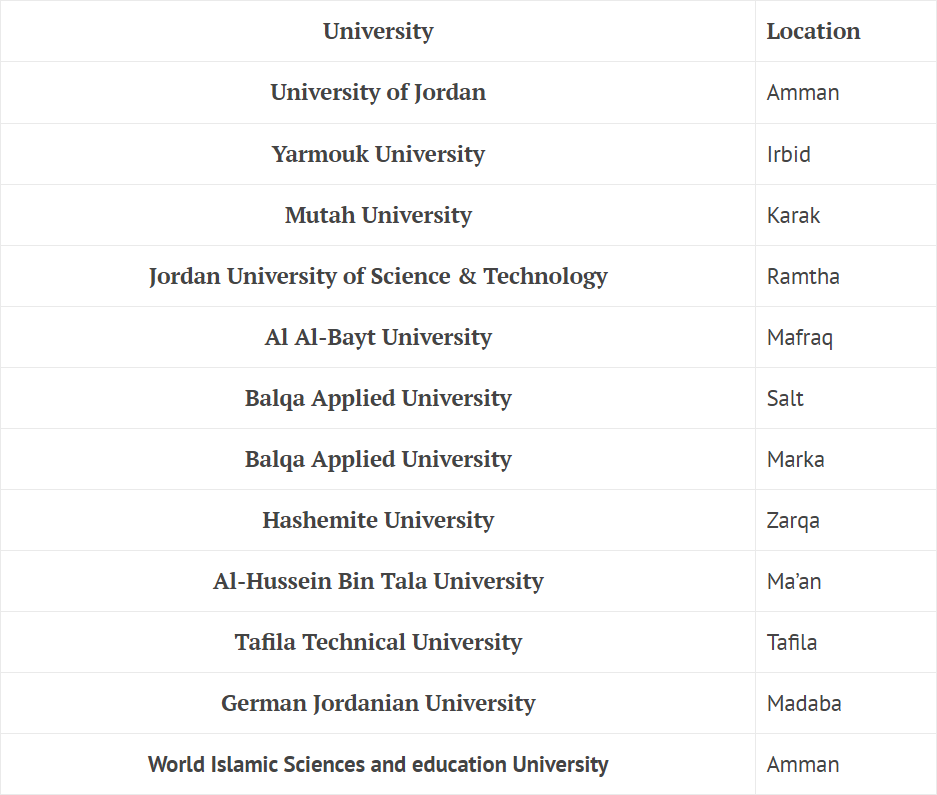 University Location
University of Jordan Amman
Yarmouk University Irbid
Mutah University Karak
Jordan University of Science & Technology Ramtha
Al Al-Bayt University Mafraq
Balqa Applied University Salt
Balqa Applied University Marka
Hashemite University Zarqa
Al-Hussein Bin Tala University Ma’an
Tafila Technical University Tafila
German Jordanian University Madaba
World Islamic Sciences and education University Amman